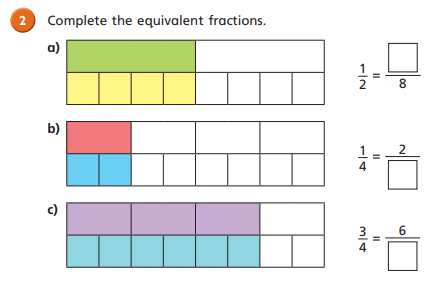 2 Complete the equivalent fractions.
a)
1/2 = □/8
b)
1/4 = 2/□
c)
3/4 = 6/□